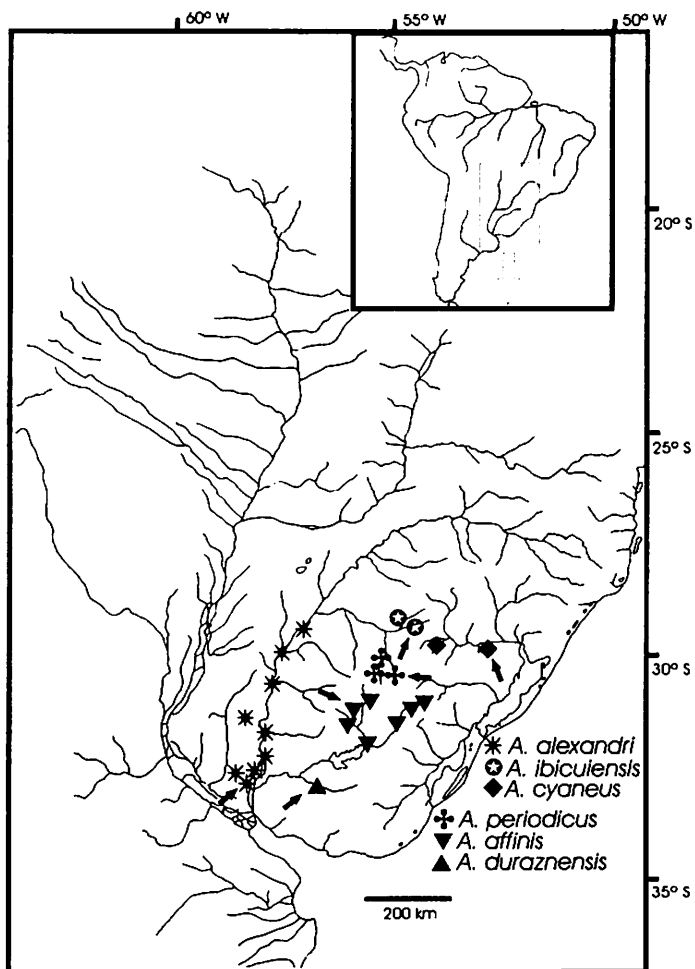 60° W
55° W
50° W
20° S
25° S
30° S
35° S
A. alexandri
A. ibicuiensis
A. cyaneus
A. periodicus
A. affinis
A. duraznensis
200 km